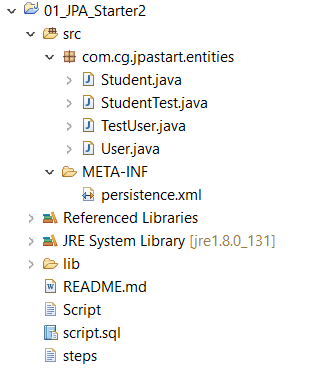 01_JPA_Starter2
src
com.cg.jpastart.entities
Student.java
StudentTest.java
TestUser.java
User.java
META-INF
persistence.xml
Referenced Libraries
JRE System Library [jre1.8.0_131]
lib
README.md
Script
script.sql
steps